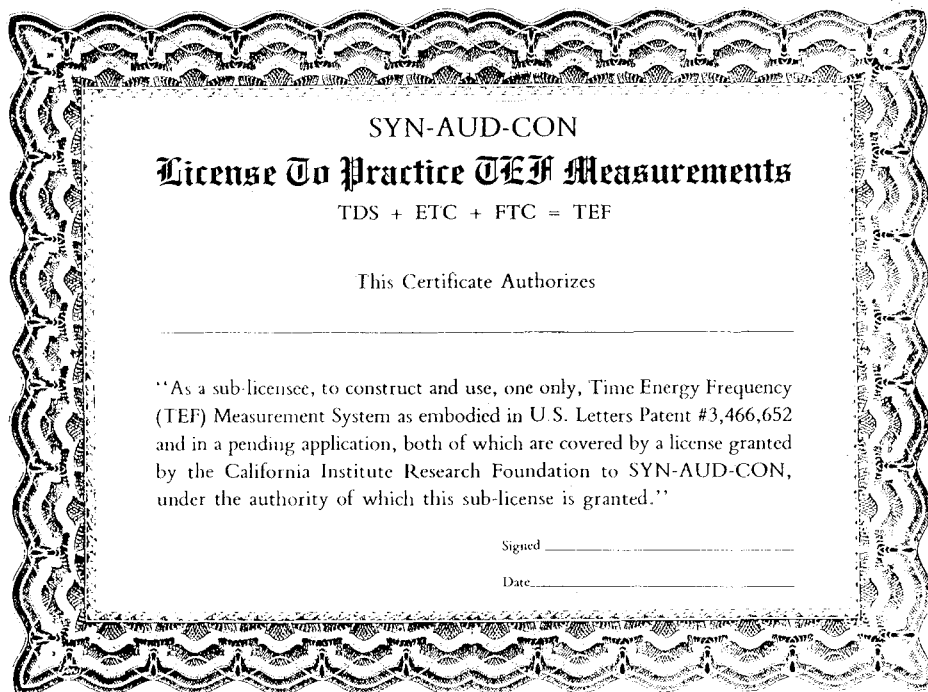 SYN-AUD-CON
License To Practice TEF Measurements
TDS + ETC + FTC = TEF
This Certificate Authorizes
‘‘As a sub-licensee, to construct and use, one only, Time Energy Frequency
(TEF) Measurement System as embodied in U.S. Letters Patent #3,466,652
and in a pending application, both of which are covered by a license granted
by the California Institute Research Foundation to SYN-AUD-CON,
under the authority of which this sub-license is granted.’’
Signed
Date